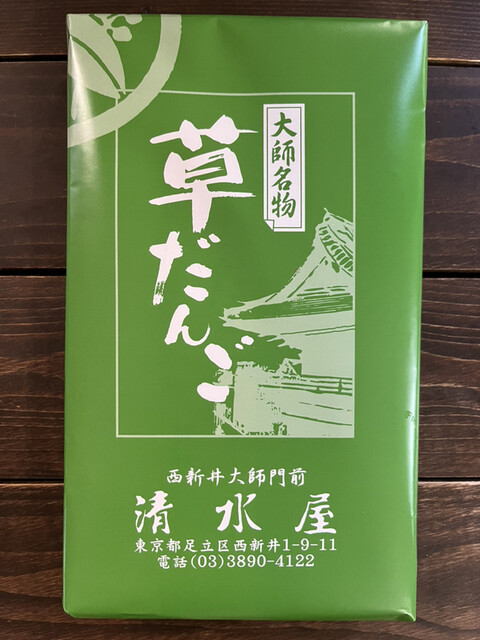 大師名物
草だんご
西新井大師門前
清水屋
東京都足立区西新井1-9-11
電話(03)3890-4122